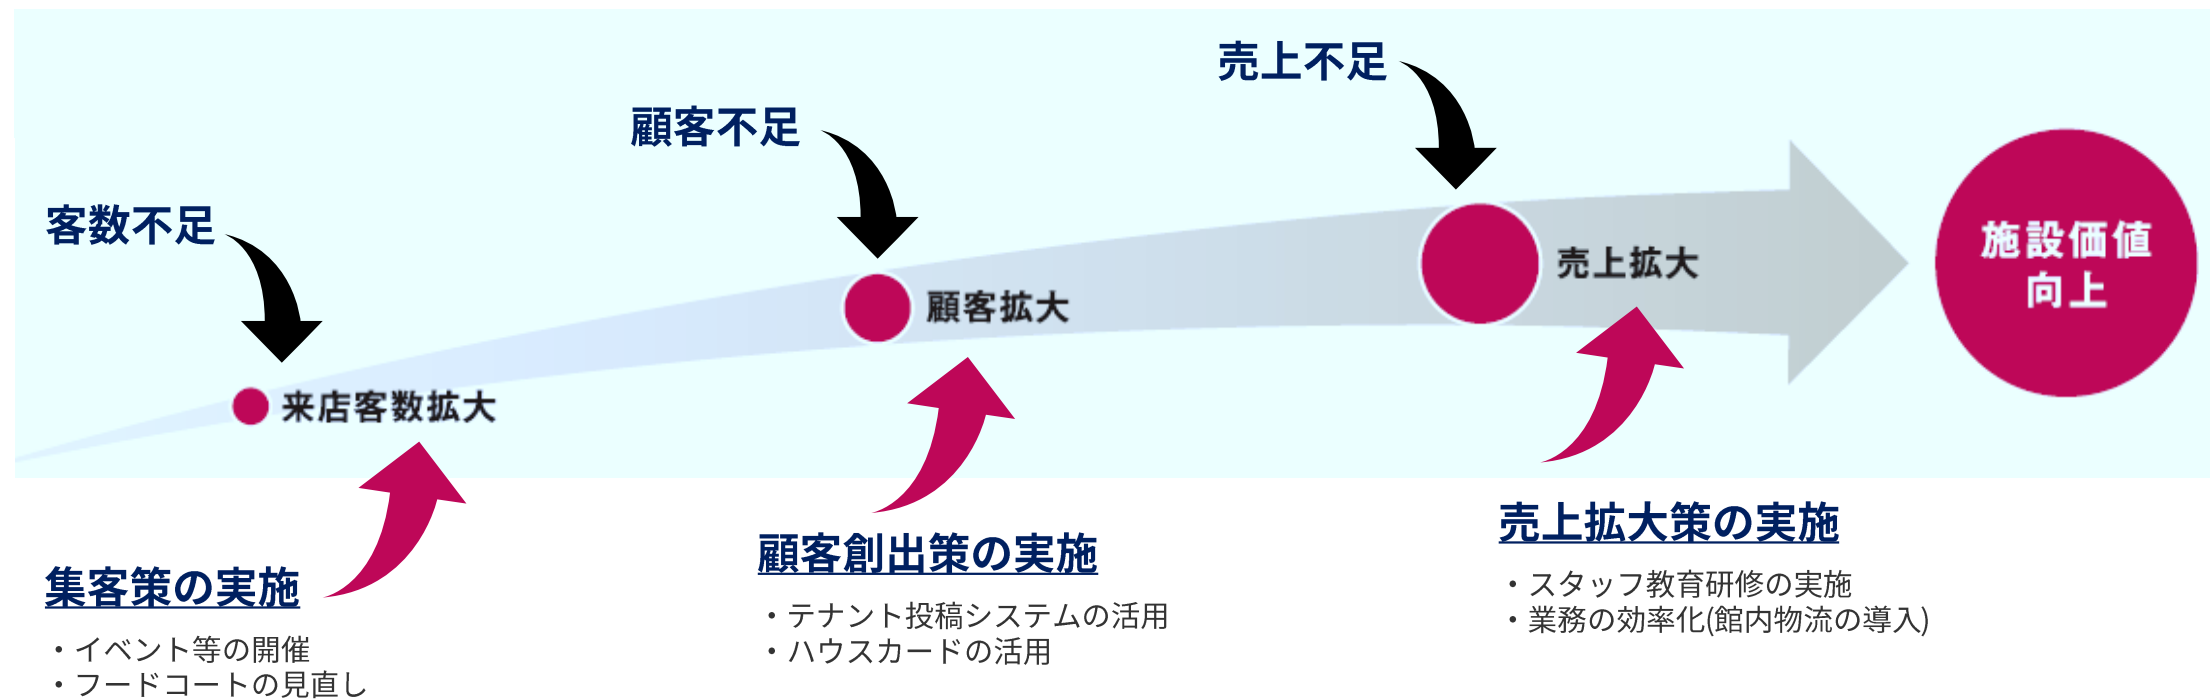 売上不足
顧客不足
客数不足
施設価値
向上
売上拡大
顧客拡大
来店客数拡大
集客策の実施
・イベント等の開催
・フードコートの見直し
顧客創出策の実施
・テナント投稿システムの活用
・ハウスカードの活用
売上拡大策の実施
・スタッフ教育研修の実施
・業務の効率化(館内物流の導入)